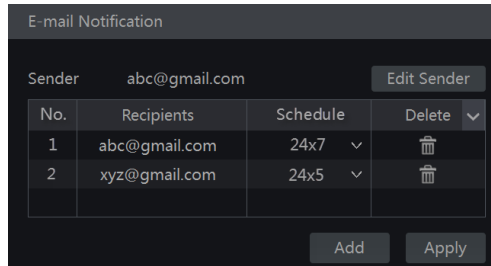 E-mail Notification
Sender abc@gmail.com Edit Sender
No. Recipients Schedule Delete
1 abc@gmail.com 24x7
2 xyz@gmail.com 24x5
Add Apply